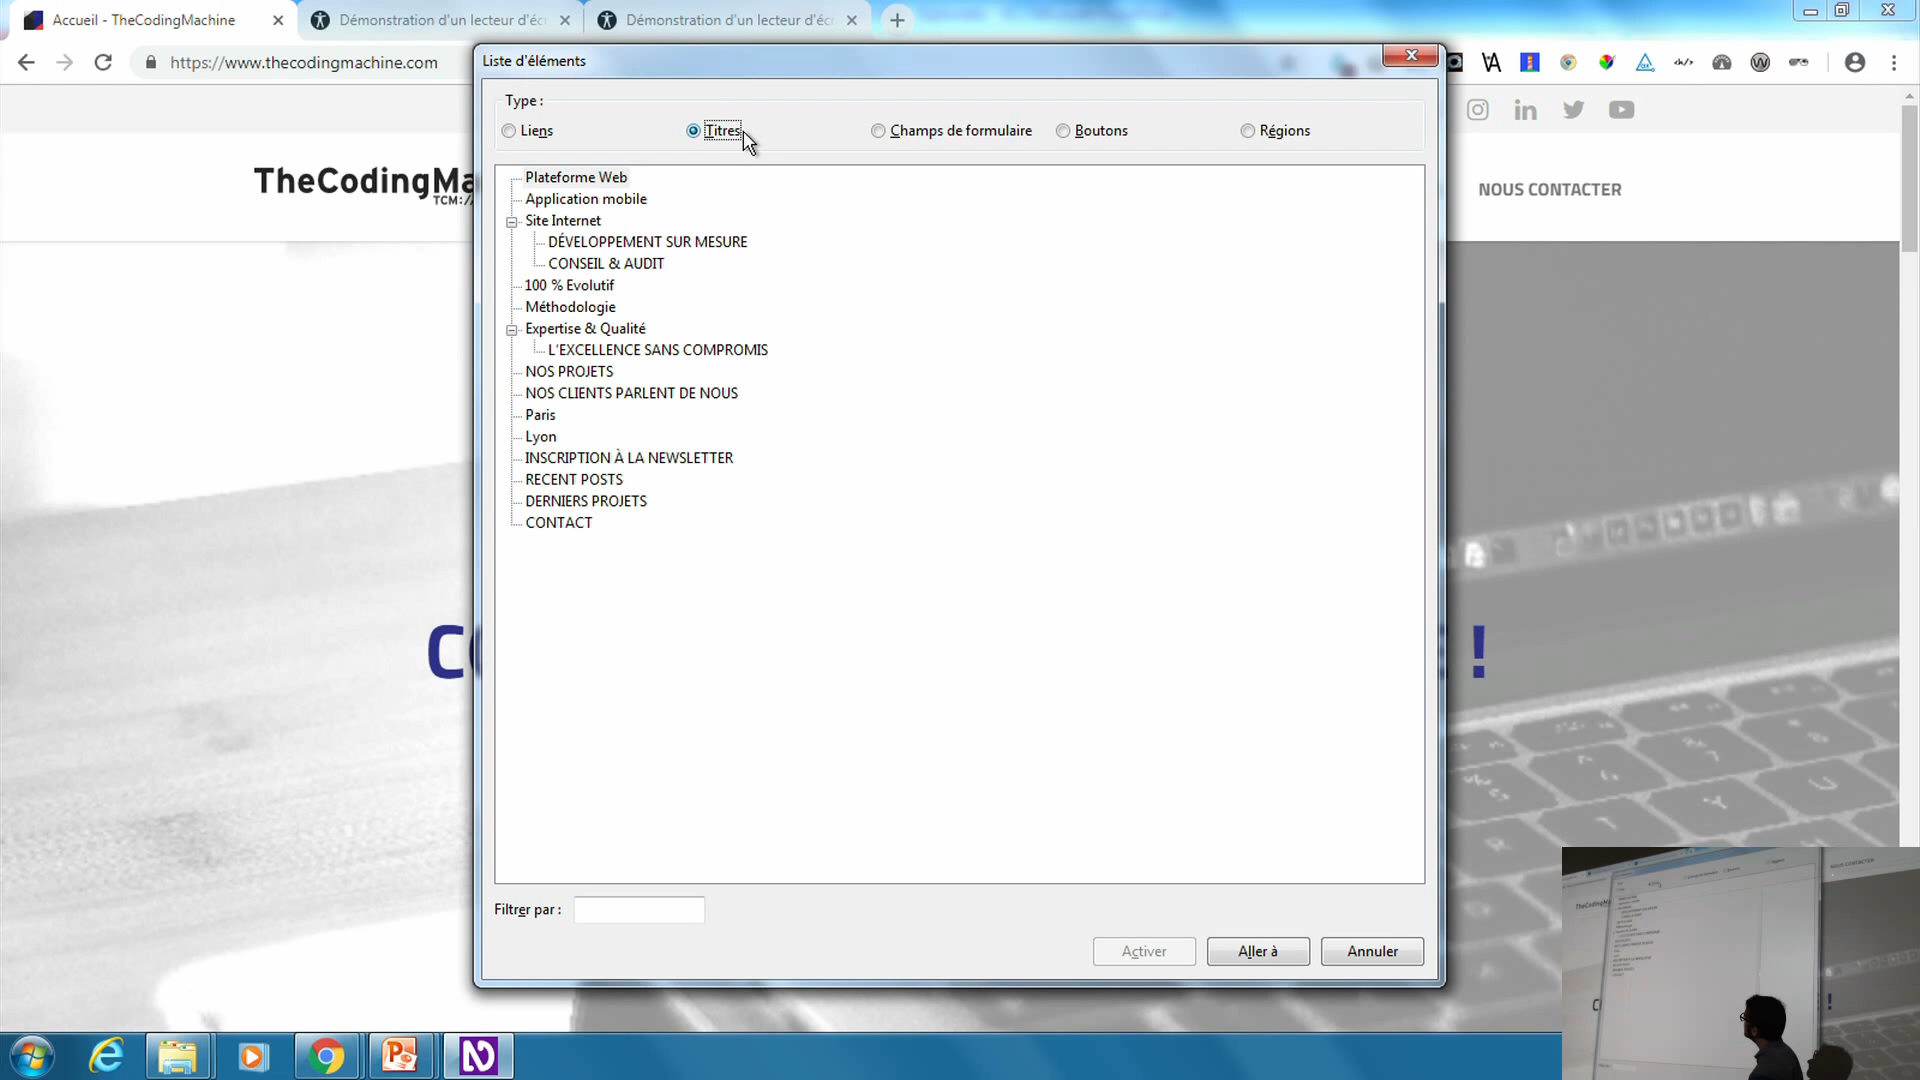 Accueil - TheCodingMachine
Démonstration d'un lecteur d'écr
Démonstration d'un lecteur d'écr
https://www.thecodingmachine.com
Liste d'éléments
Type :
Liens
Titres
Champs de formulaire
Boutons
Régions
TheCodingMa
TCM://
NOUS CONTACTER
Plateforme Web
Application mobile
Site Internet
DÉVELOPPEMENT SUR MESURE
CONSEIL & AUDIT
100 % Evolutif
Méthodologie
Expertise & Qualité
L'EXCELLENCE SANS COMPROMIS
NOS PROJETS
NOS CLIENTS PARLENT DE NOUS
Paris
Lyon
INSCRIPTION À LA NEWSLETTER
RECENT POSTS
DERNIERS PROJETS
CONTACT
!
Filtrer par :
Activer
Aller à
Annuler